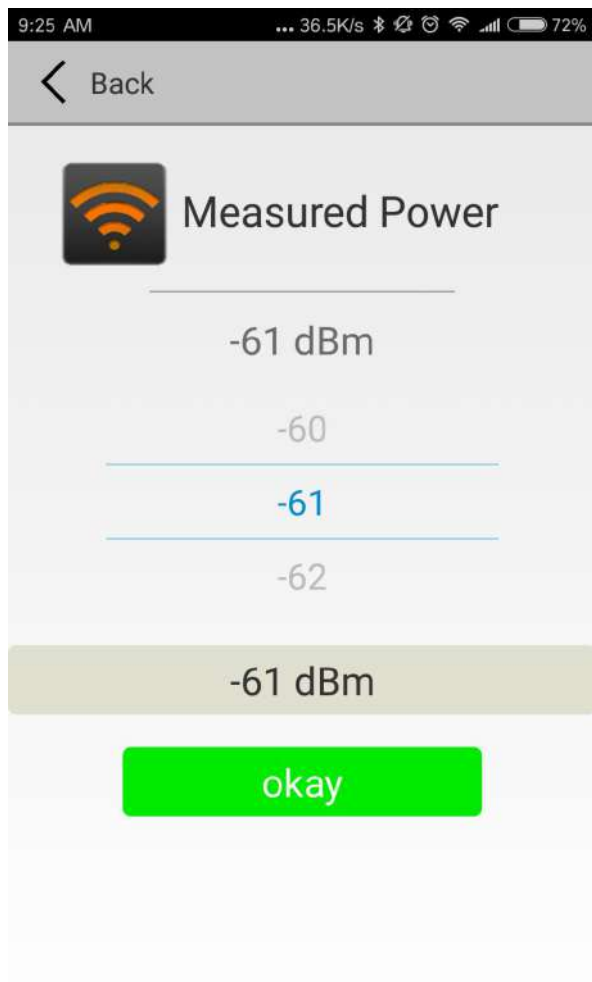 9:25 AM ... 36.5K/s 72%
Back
Measured Power
-61 dBm
-60
-61
-62
-61 dBm
okay